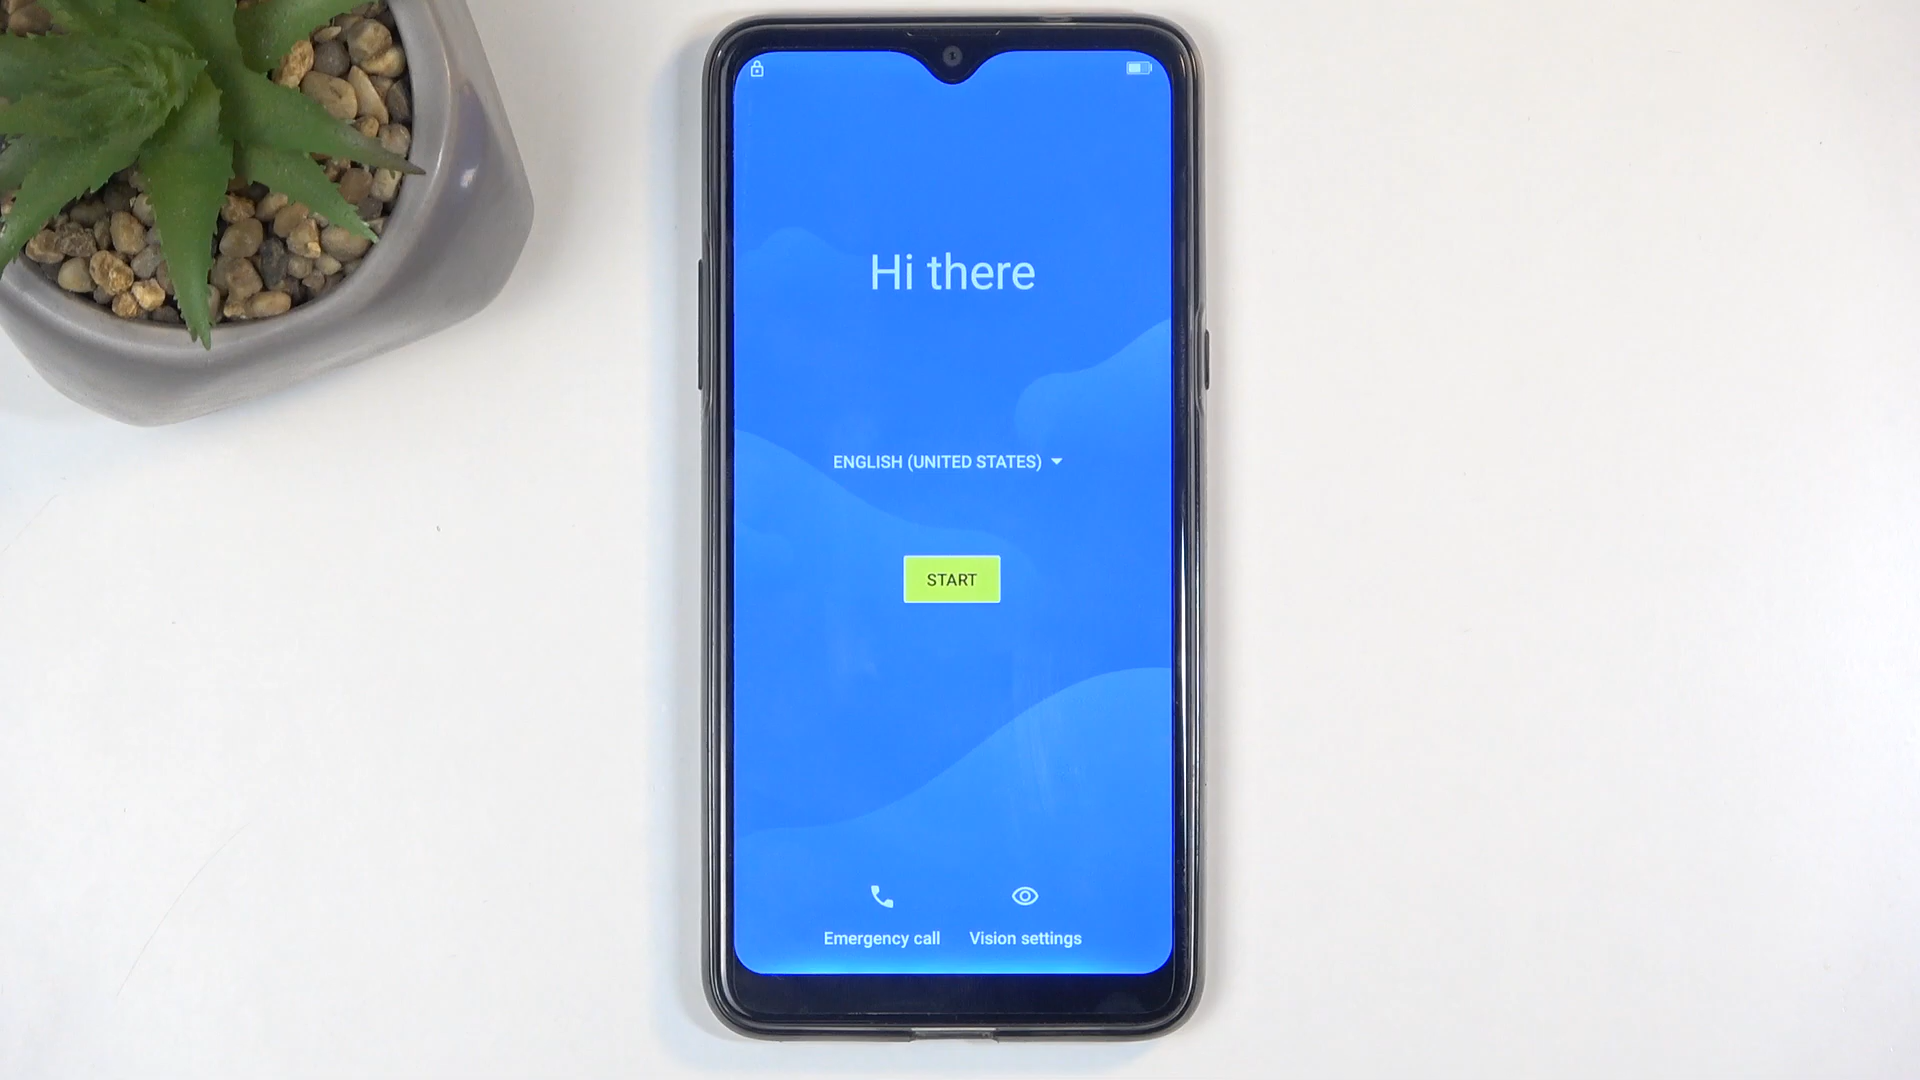 Hi there
ENGLISH (UNITED STATES)
START
Emergency call
Vision settings